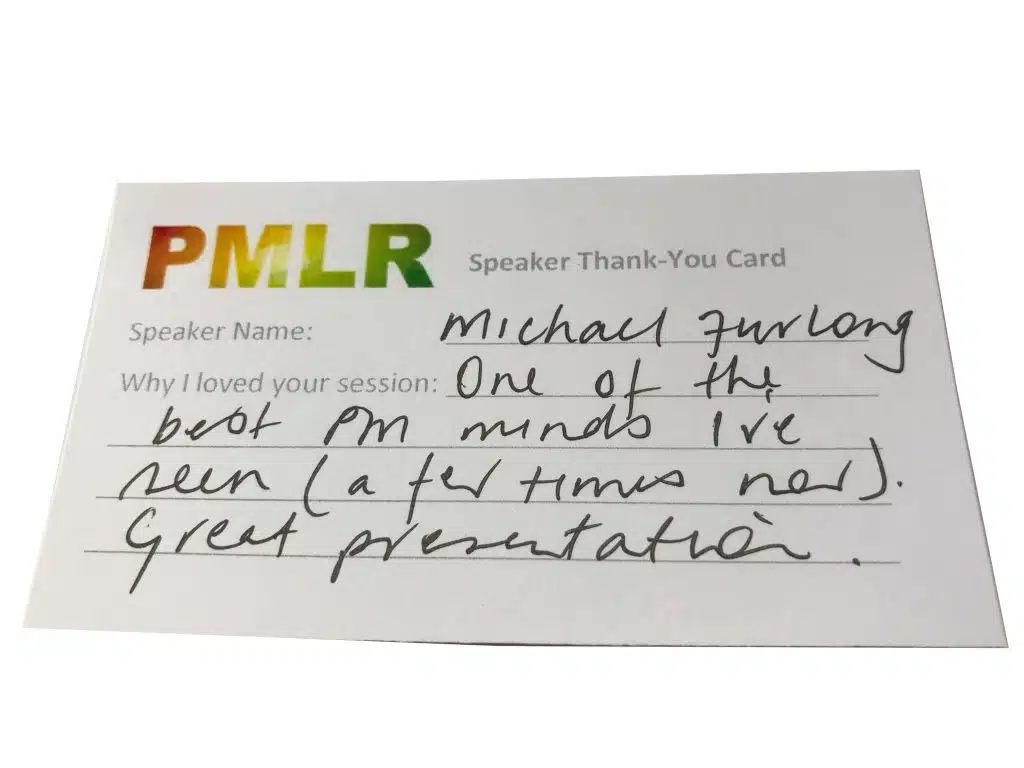 PMLR Speaker Thank-You Card
Speaker Name: Michael Furlong
Why I loved your session: One of the
best PM minds I've
seen (a few times now).
Great presentation.